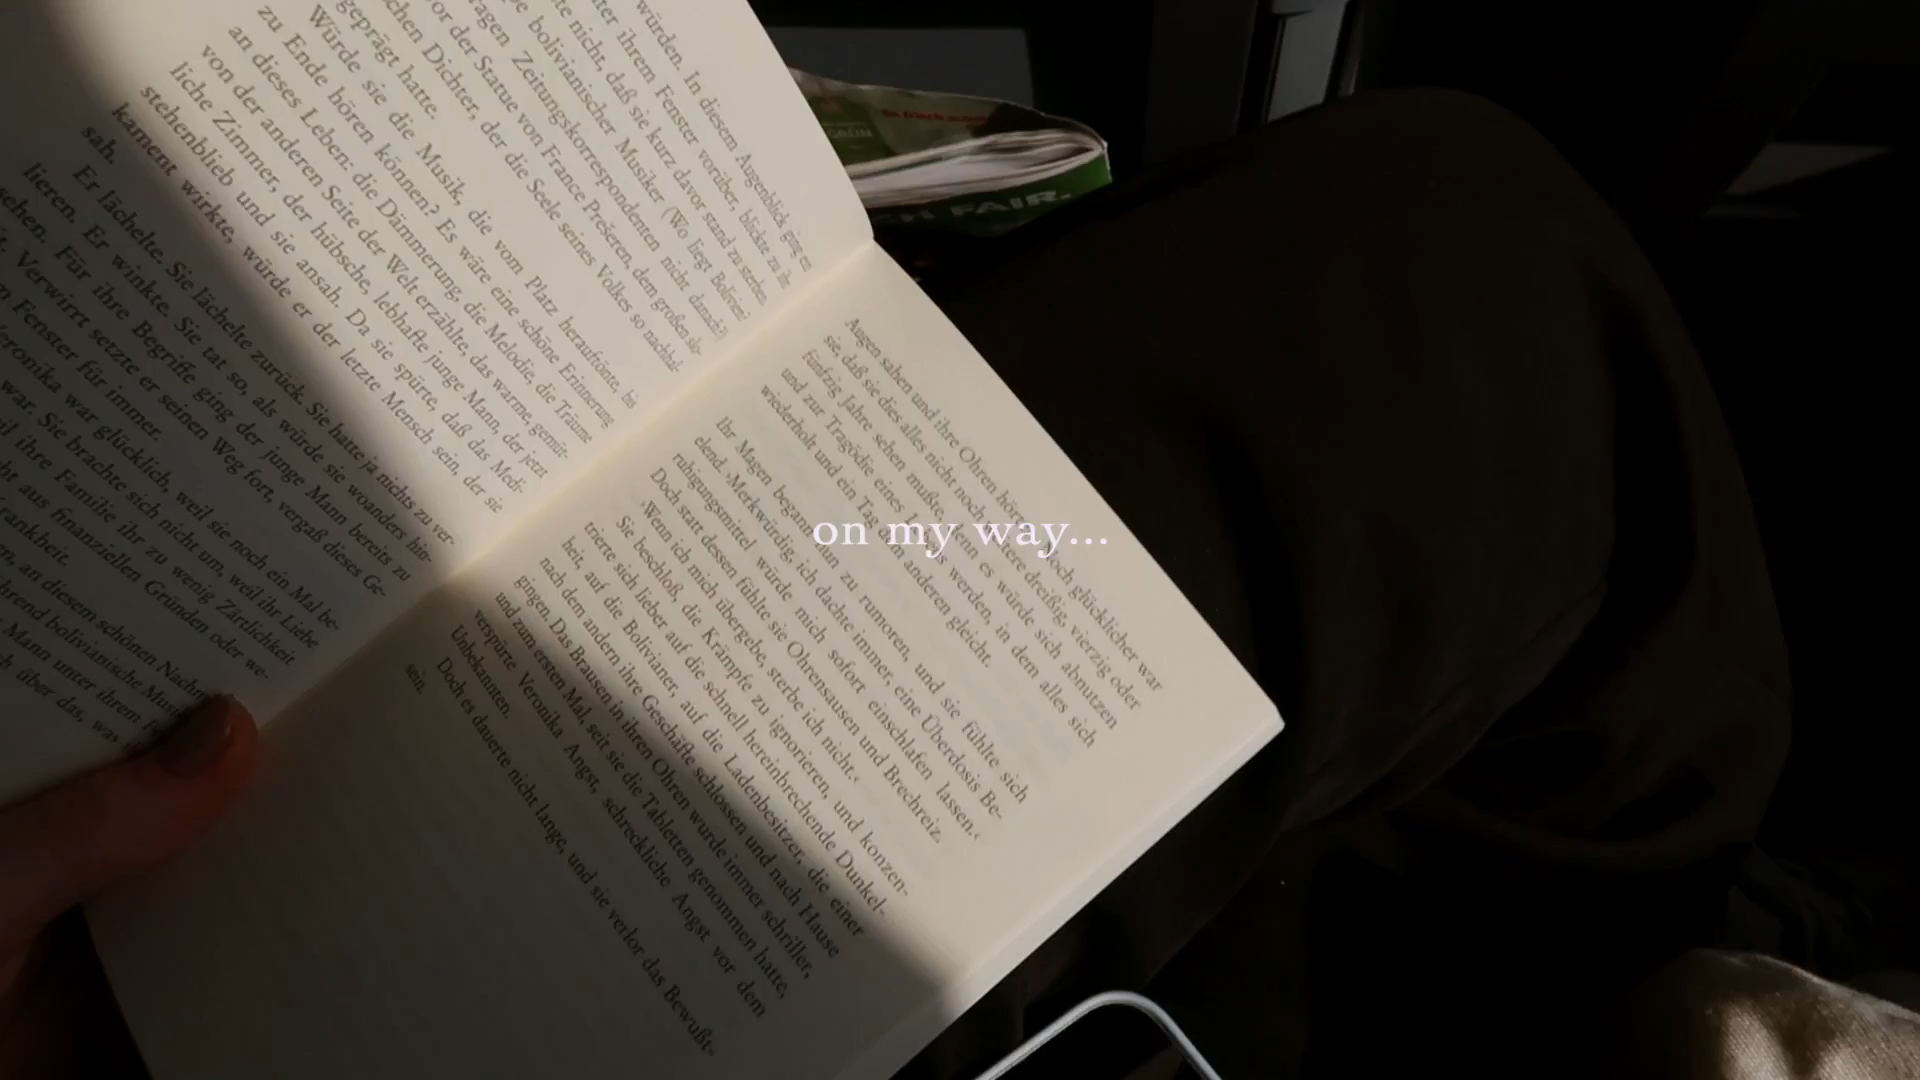 würden. In diesem Augenblick ging ein
ter ihrem Fenster vorüber, blickte zu ihr
te nicht, daß sie kurz davor stand zu sterben.
pe bolivianischer Musiker (Wo liegt Bolivien?
ragen Zeitungskorrespondenten nicht danach?)
vor der Statue von France Prešeren, dem großen slo-
chen Dichter, der die Seele seines Volkes so nachhal-
geprägt hatte.
Würde sie die Musik, die vom Platz herauftönte, bis
zu Ende hören können? Es wäre eine schöne Erinnerung
an dieses Leben: die Dämmerung, die Melodie, die Träume
von der anderen Seite der Welt erzählte, das warme, gemüt-
liche Zimmer, der hübsche, lebhafte junge Mann, der jetzt
stehenblieb und sie ansah. Da sie spürte, daß das Medi-
kament wirkte, würde er der letzte Mensch sein, der sie
sah.
Er lächelte. Sie lächelte zurück. Sie hatte ja nichts zu ver-
lieren. Er winkte. Sie tat so, als würde sie woanders hin-
sehen. Für ihre Begriffe ging der junge Mann bereits zu
Verwirrt setzte er seinen Weg fort, vergaß dieses Ge-
Fenster für immer.
eronika war glücklich, weil sie noch ein Mal be-
war. Sie brachte sich nicht um, weil ihr Liebe
ihre Familie ihr zu wenig Zärtlichkeit
aus finanziellen Gründen oder we-
rankheit.
an diesem schönen Nachm
hrend bolivianische Mus
Mann unter ihrem F
über das, was
Augen sahen und ihre Ohren hörten. Noch glücklicher war
sie, daß sie dies alles nicht noch weitere dreißig, vierzig oder
fünfzig Jahre sehen mußte, denn es würde sich abnutzen
und zur Tragödie eines Lebens werden, in dem alles sich
wiederholt und ein Tag dem anderen gleicht.
Ihr Magen begann nun zu rumoren, und sie fühlte sich
elend. ›Merkwürdig, ich dachte immer, eine Überdosis Be-
ruhigungsmittel würde mich sofort einschlafen lassen.‹
Doch statt dessen fühlte sie Ohrensausen und Brechreiz.
›Wenn ich mich übergebe, sterbe ich nicht.‹
Sie beschloß, die Krämpfe zu ignorieren, und konzen-
trierte sich lieber auf die schnell hereinbrechende Dunkel-
heit, auf die Bolivianer, auf die Ladenbesitzer, die einer
nach dem andern ihre Geschäfte schlossen und nach Hause
gingen. Das Brausen in ihren Ohren wurde immer schriller,
und zum ersten Mal, seit sie die Tabletten genommen hatte,
verspürte Veronika Angst, schreckliche Angst vor dem
Unbekannten.
Doch es dauerte nicht lange, und sie verlor das Bewußt-
sein.
GRÜN
FAIR.
on my way...